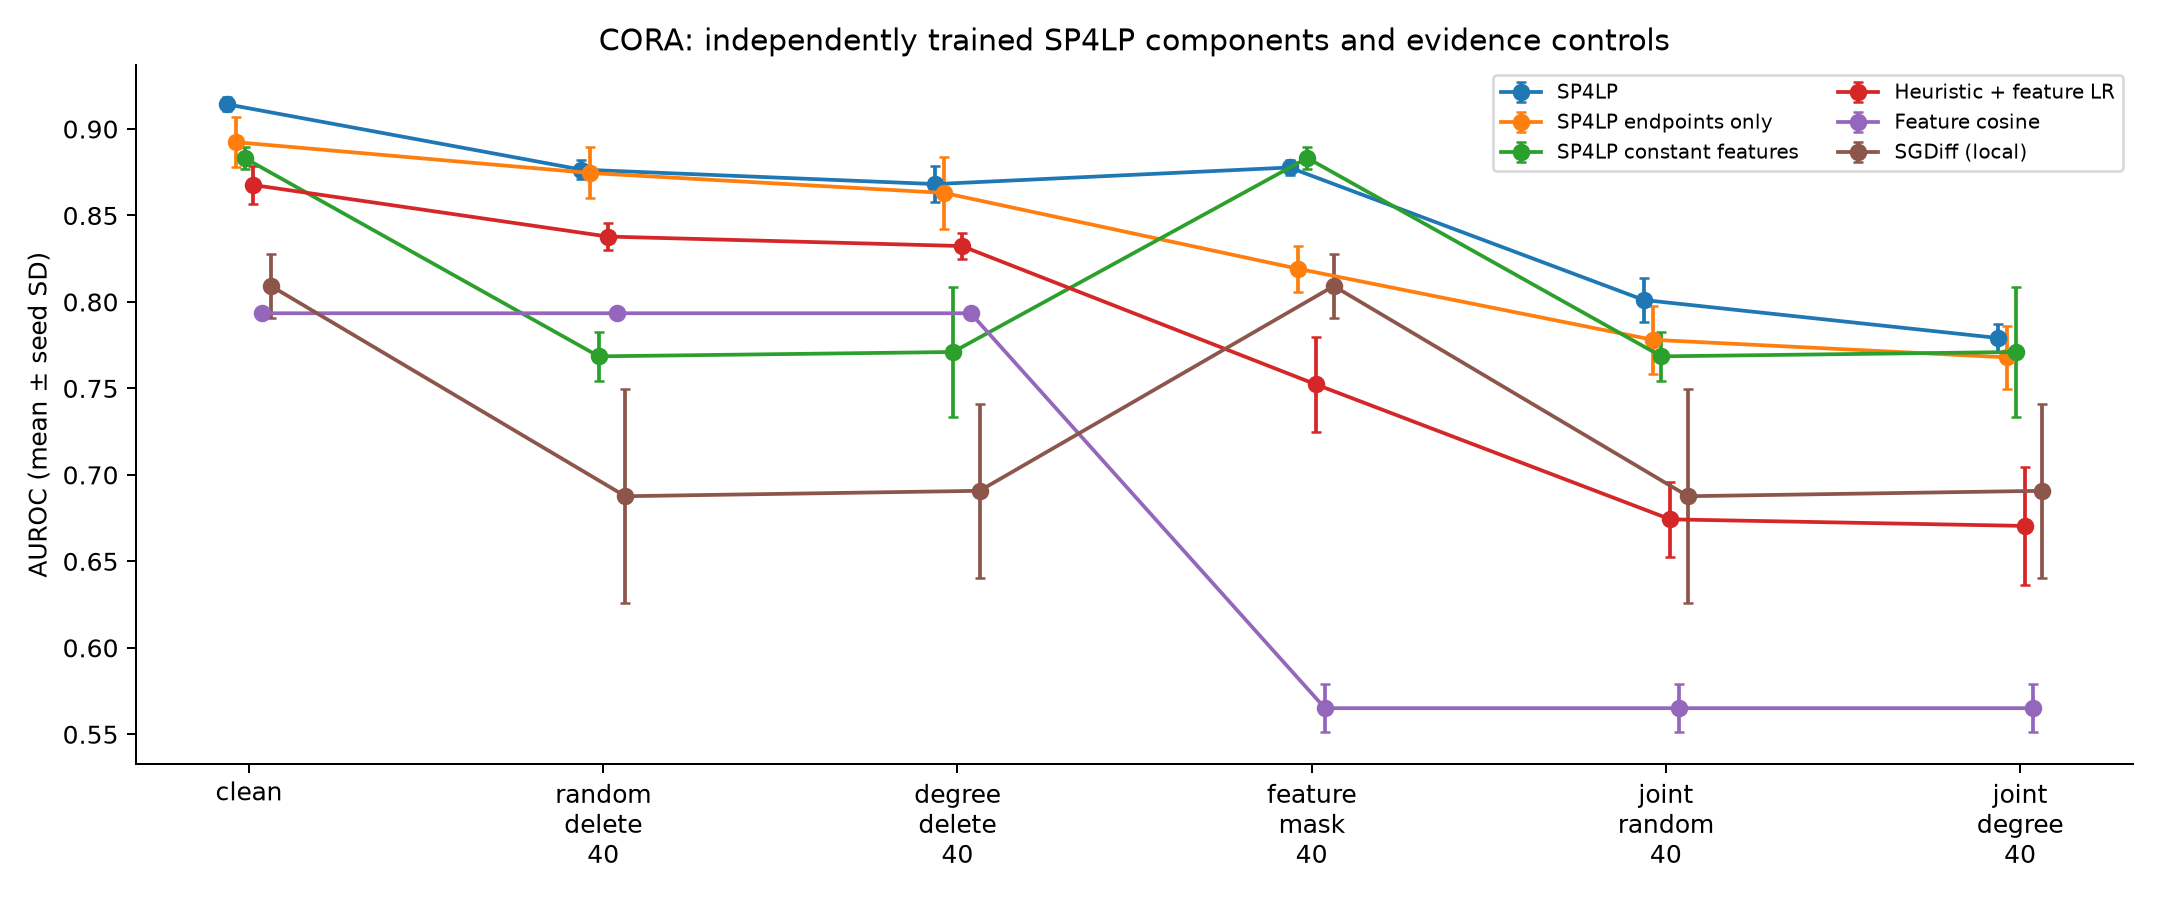 CORA: independently trained SP4LP components and evidence controls
SP4LP
SP4LP endpoints only
SP4LP constant features
Heuristic + feature LR
Feature cosine
SGDiff (local)
AUROC (mean ± seed SD)
0.90
0.85
0.80
0.75
0.70
0.65
0.60
0.55
clean
random
delete
40
degree
delete
40
feature
mask
40
joint
random
40
joint
degree
40